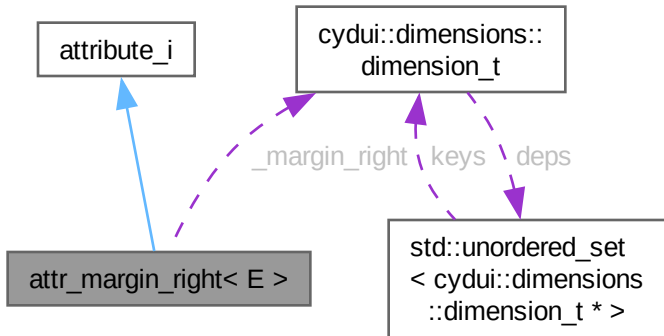 attribute_i
cydui::dimensions::
dimension_t
_margin_right
keys
deps
attr_margin_right< E >
std::unordered_set
< cydui::dimensions
::dimension_t * >